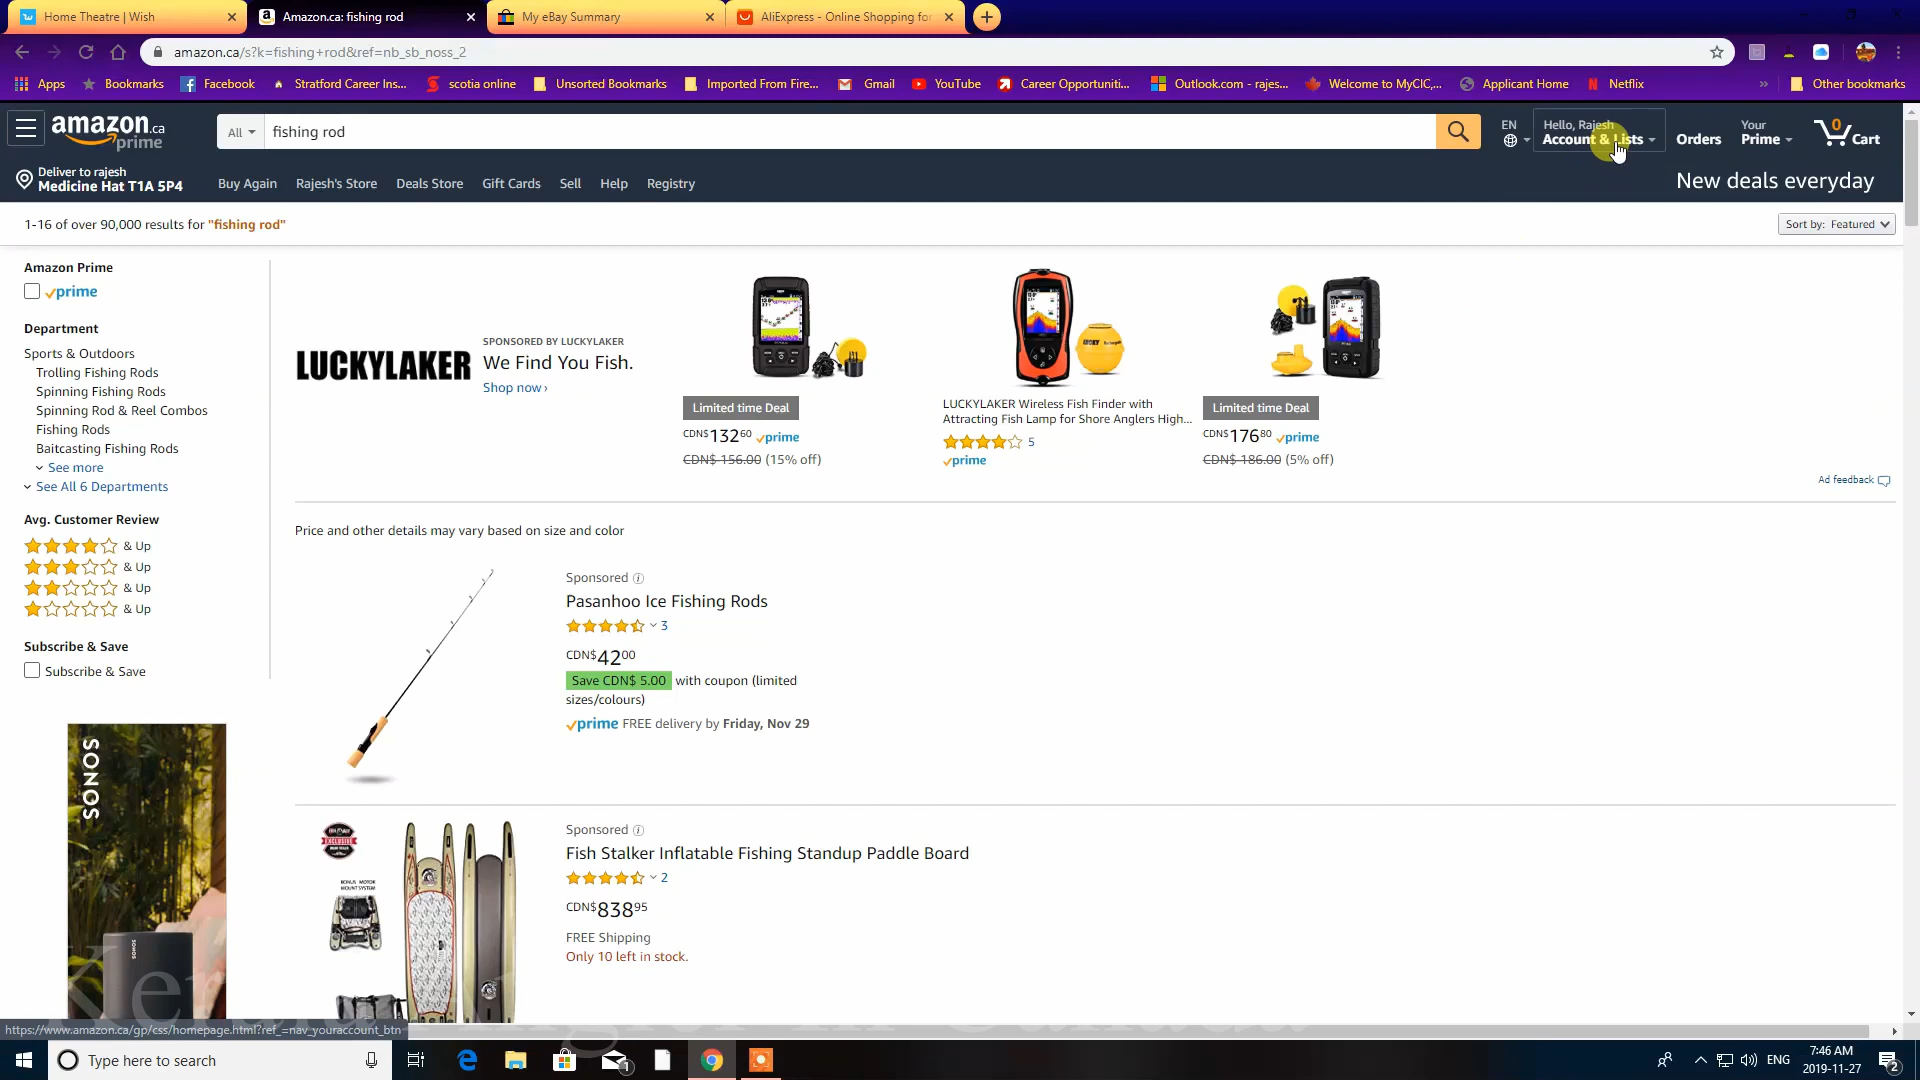 Home Theatre | Wish
Amazon.ca: fishing rod
My eBay Summary
AliExpress - Online Shopping for
amazon.ca/s?k=fishing+rod&ref=nb_sb_noss_2
Apps
Bookmarks
Facebook
Stratford Career Ins...
scotia online
Unsorted Bookmarks
Imported From Fire...
Gmail
YouTube
Career Opportuniti...
Outlook.com - rajes...
Welcome to MyCIC,...
Applicant Home
Netflix
»
Other bookmarks
amazon.ca
prime
All
fishing rod
EN
Hello, Rajesh
Account & Lists
Orders
Your
Prime
0
Cart
Deliver to rajesh
Medicine Hat T1A 5P4
Buy Again
Rajesh's Store
Deals Store
Gift Cards
Sell
Help
Registry
New deals everyday
1-16 of over 90,000 results for "fishing rod"
Sort by: Featured
Amazon Prime
prime
Department
Sports & Outdoors
Trolling Fishing Rods
Spinning Fishing Rods
Spinning Rod & Reel Combos
Fishing Rods
Baitcasting Fishing Rods
See more
See All 6 Departments
Avg. Customer Review
& Up
& Up
& Up
& Up
Subscribe & Save
Subscribe & Save
SONOS
LUCKYLAKER
SPONSORED BY LUCKYLAKER
We Find You Fish.
Shop now›
Limited time Deal
CDN$ 132 60 prime
CDN$ 156.00 (15% off)
LUCKYLAKER Wireless Fish Finder with
Attracting Fish Lamp for Shore Anglers High...
5
prime
Limited time Deal
CDN$ 176 80 prime
CDN$ 186.00 (5% off)
Ad feedback
Price and other details may vary based on size and color
Sponsored
Pasanhoo Ice Fishing Rods
3
CDN$ 42 00
Save CDN$ 5.00 with coupon (limited
sizes/colours)
prime FREE delivery by Friday, Nov 29
Sponsored
Fish Stalker Inflatable Fishing Standup Paddle Board
2
CDN$ 838 95
FREE Shipping
Only 10 left in stock.
EXCLUSIVE
BONUS MOTOR
MOUNT SYSTEM
https://www.amazon.ca/gp/css/homepage.html?ref_=nav_youraccount_btn
Type here to search
1
ENG
7:46 AM
2019-11-27
2